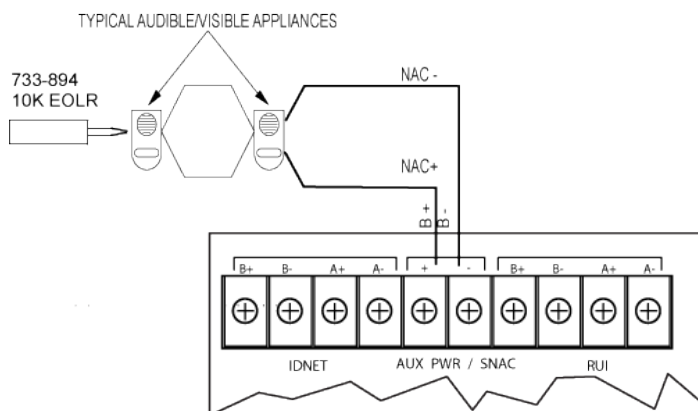 TYPICAL AUDIBLE/VISIBLE APPLIANCES
733-894
10K EOLR
NAC -
NAC+
B +
B -
B+ B- A+ A- + - B+ B- A+ A-
IDNET AUX PWR / SNAC RUI